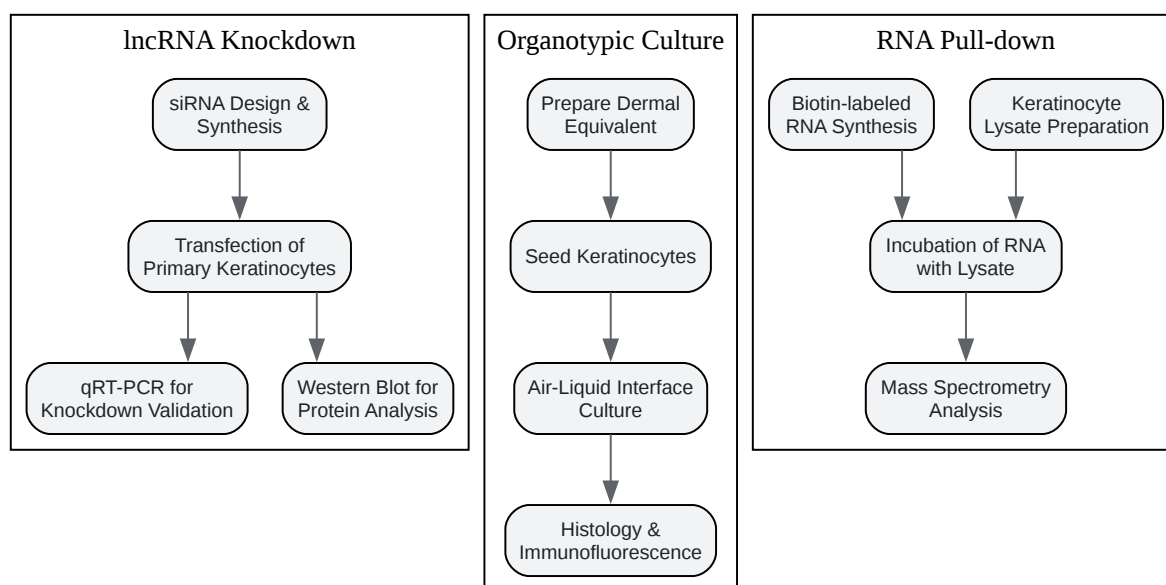 lncRNA Knockdown
siRNA Design &
Synthesis
Transfection of
Primary Keratinocytes
qRT-PCR for
Knockdown Validation
Western Blot for
Protein Analysis
Organotypic Culture
Prepare Dermal
Equivalent
Seed Keratinocytes
Air-Liquid Interface
Culture
Histology &
Immunofluorescence
RNA Pull-down
Biotin-labeled
RNA Synthesis
Keratinocyte
Lysate Preparation
Incubation of RNA
with Lysate
Mass Spectrometry
Analysis